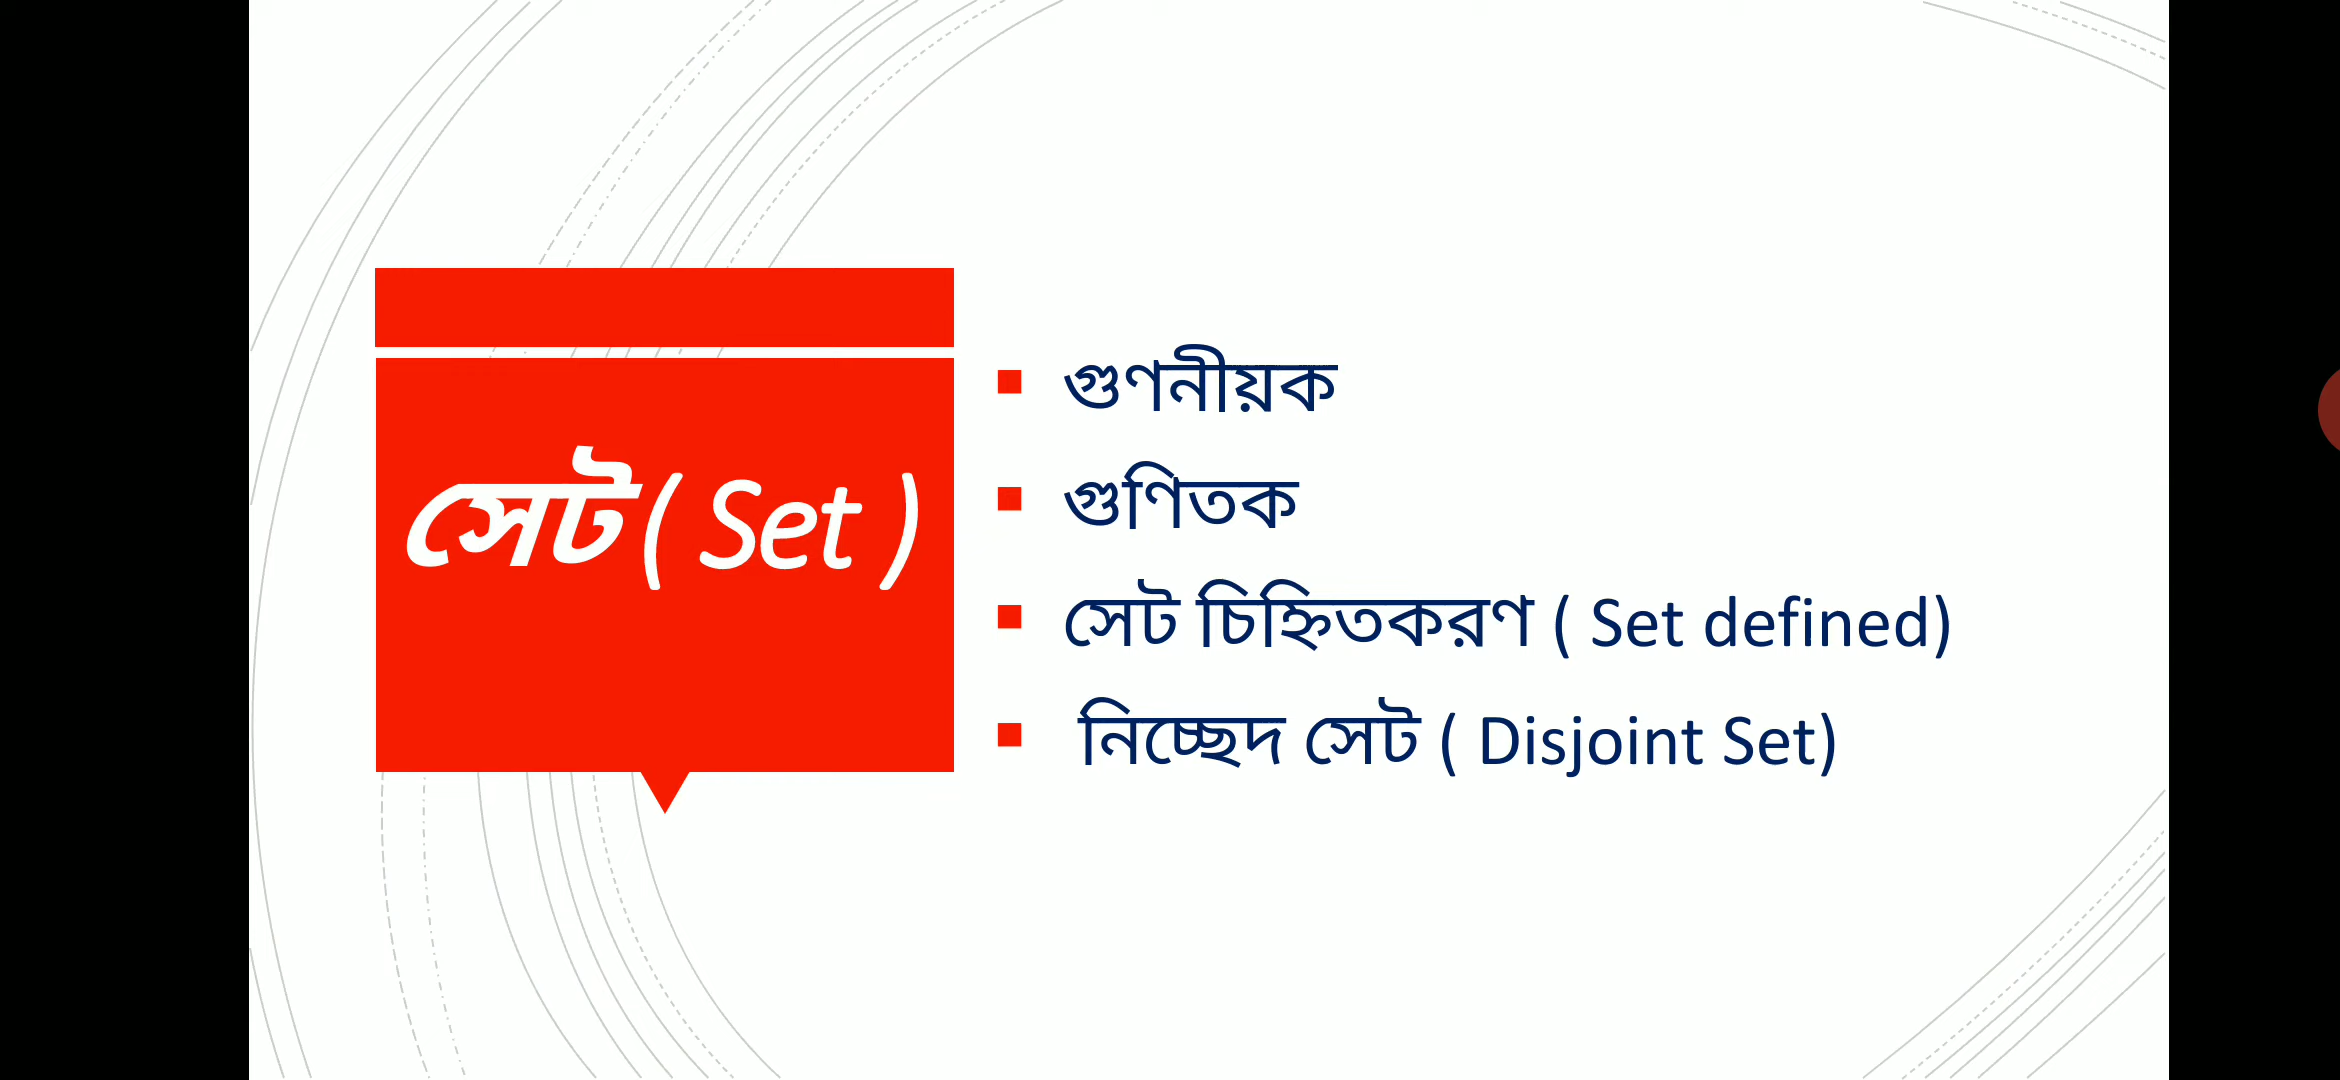 সেট ( Set )
গুণনীয়ক
গুণিতক
সেট চিহ্নিতকরণ ( Set defined)
নিচ্ছেদ সেট ( Disjoint Set)